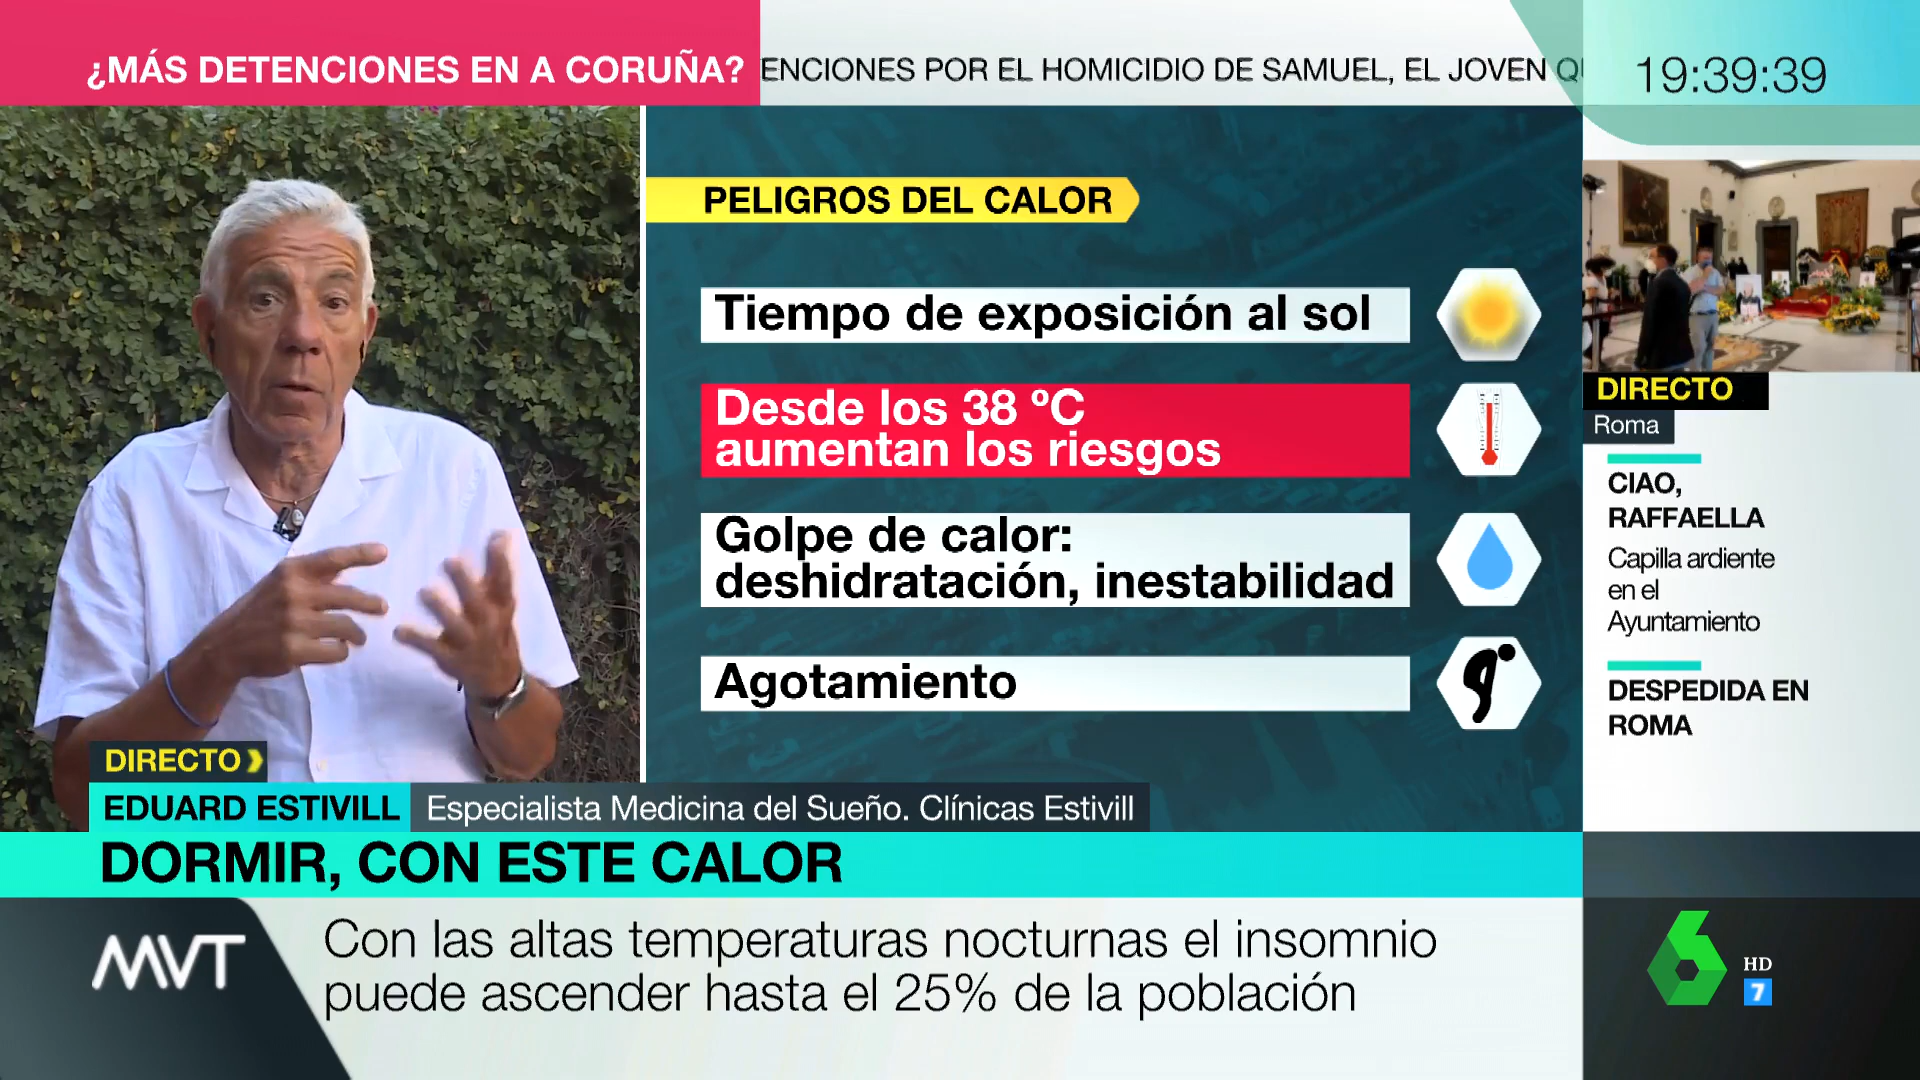 ¿MÁS DETENCIONES EN A CORUÑA?
ENCIONES POR EL HOMICIDIO DE SAMUEL, EL JOVEN
19:39:39
PELIGROS DEL CALOR
Tiempo de exposición al sol
Desde los 38 ºC
aumentan los riesgos
Golpe de calor:
deshidratación, inestabilidad
Agotamiento
DIRECTO
Roma
CIAO,
RAFFAELLA
Capilla ardiente
en el
Ayuntamiento
DESPEDIDA EN
ROMA
DIRECTO
EDUARD ESTIVILL
Especialista Medicina del Sueño. Clínicas Estivill
DORMIR, CON ESTE CALOR
MVT
Con las altas temperaturas nocturnas el insomnio
puede ascender hasta el 25% de la población
6
HD
7